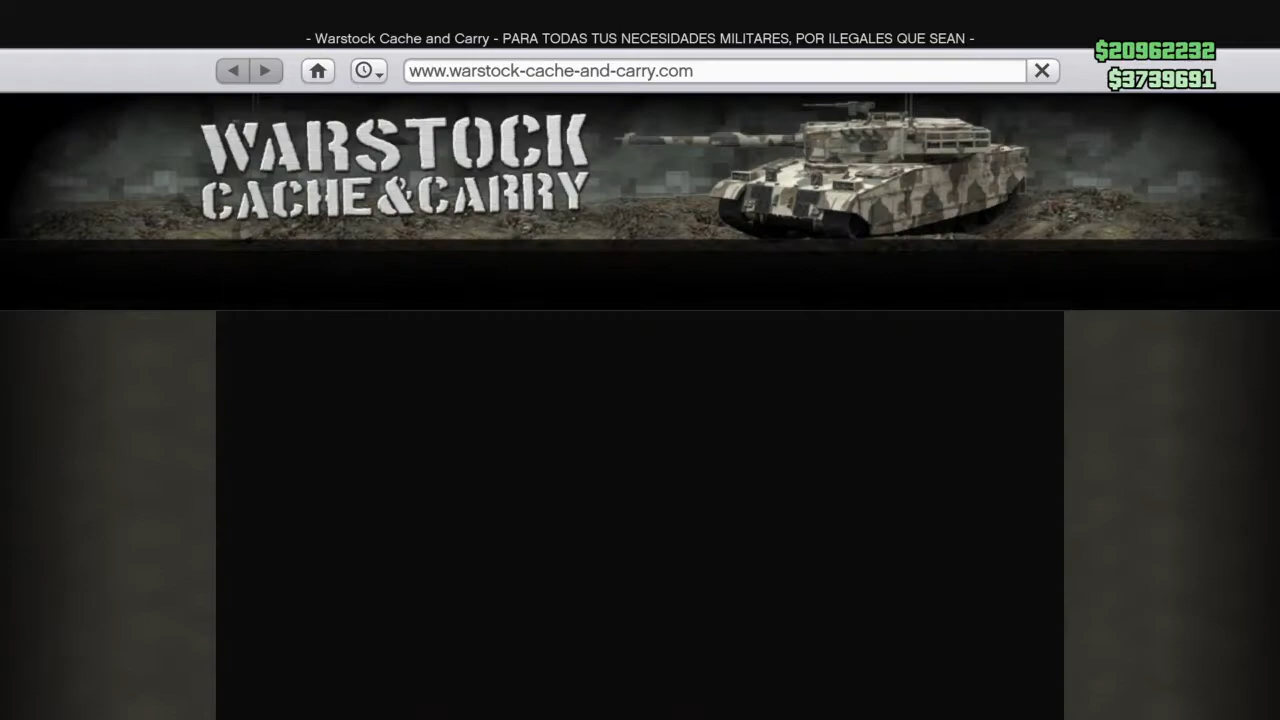 - Warstock Cache and Carry - PARA TODAS TUS NECESIDADES MILITARES, POR ILEGALES QUE SEAN -
www.warstock-cache-and-carry.com
$20962232
$3739691
WARSTOCK
CACHE&CARRY